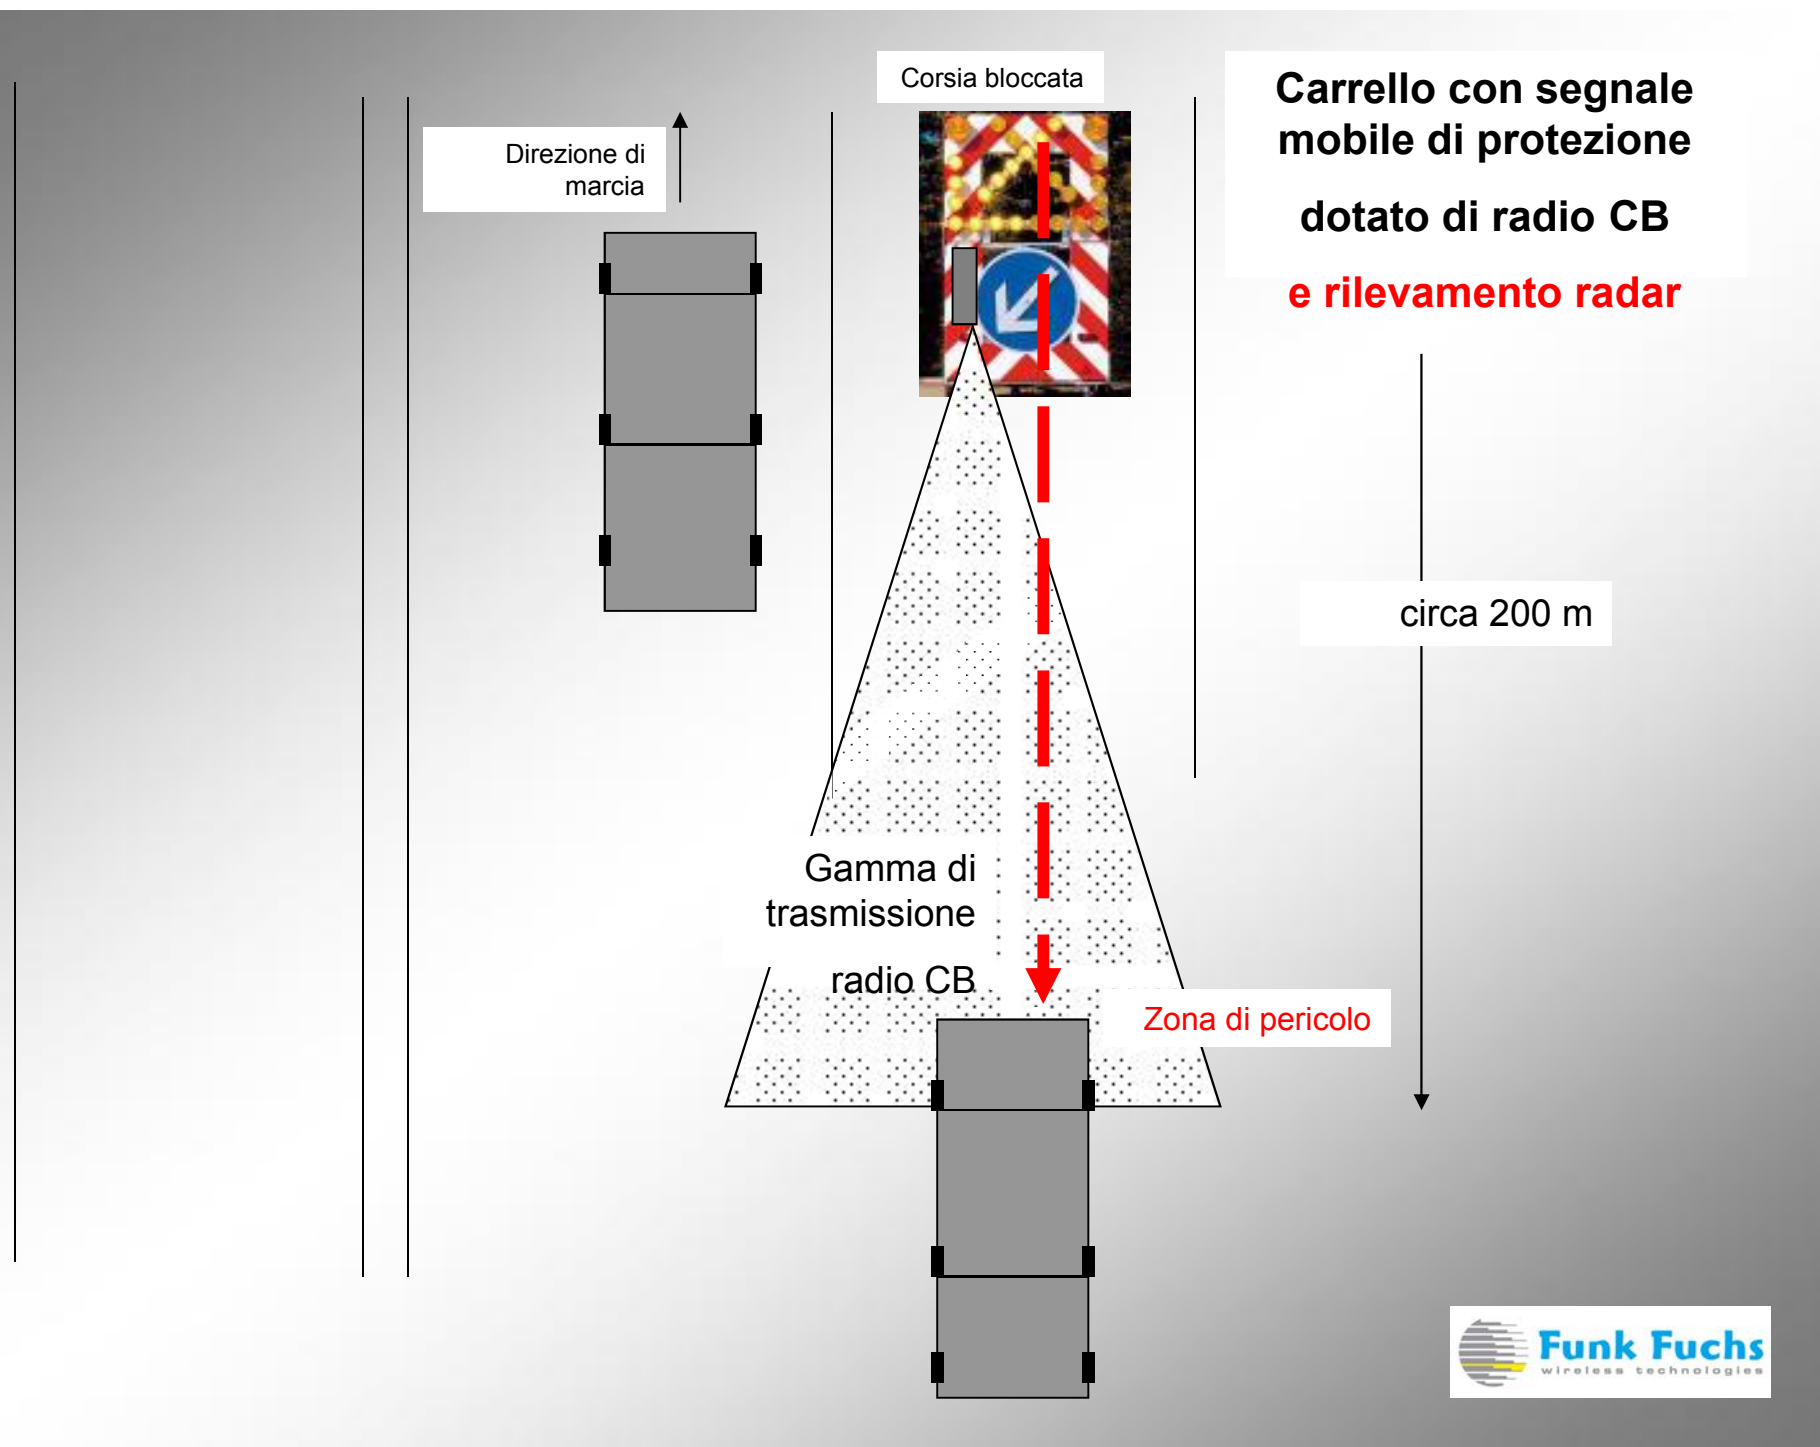 Corsia bloccata
Carrello con segnale
mobile di protezione
dotato di radio CB
e rilevamento radar
Direzione di
marcia
circa 200 m
Gamma di
trasmissione
radio CB
Zona di pericolo
Funk Fuchs
wireless technologies